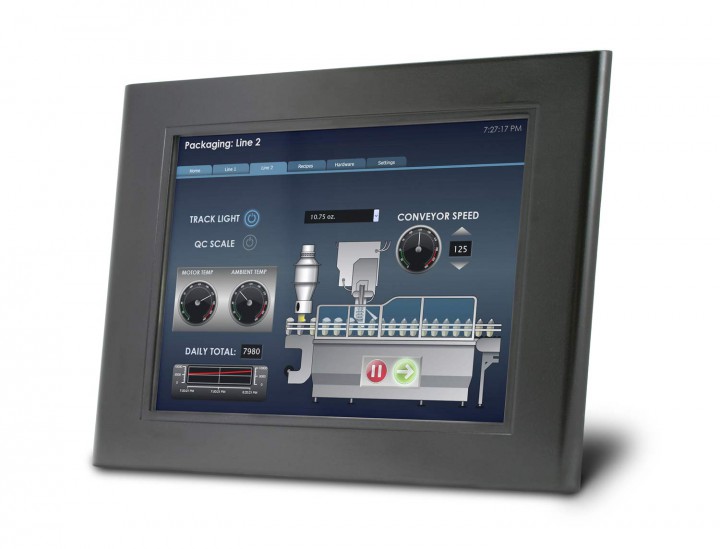 Packaging: Line 2
7:27:17 PM
Home
Line 1
Line 2
Recipes
Hardware
Settings
TRACK LIGHT
10.75 oz.
CONVEYOR SPEED
125
QC SCALE
MOTOR TEMP
AMBIENT TEMP
DAILY TOTAL: 7980